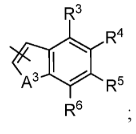 R³
R⁴
A³
R⁵
R⁶
;